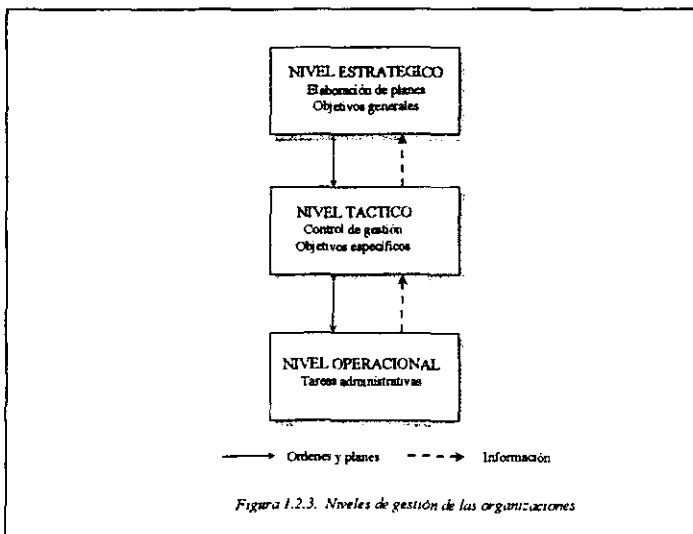 NIVEL ESTRATEGICO
Elaboración de planes
Objetivos generales
NIVEL TACTICO
Control de gestión
Objetivos específicos
NIVEL OPERACIONAL
Tareas administrativas
Ordenes y planes
Información
Figura 1.2.3. Niveles de gestión de las organizaciones